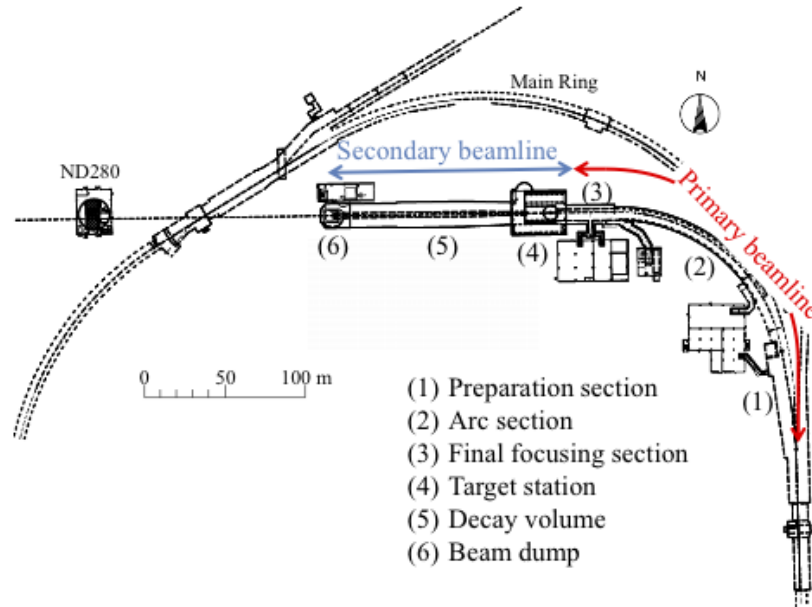 N
Main Ring
Secondary beamline
ND280
Primary beamline
(3)
(6)
(5)
(4)
(2)
(1)
0 50 100 m
(1) Preparation section
(2) Arc section
(3) Final focusing section
(4) Target station
(5) Decay volume
(6) Beam dump